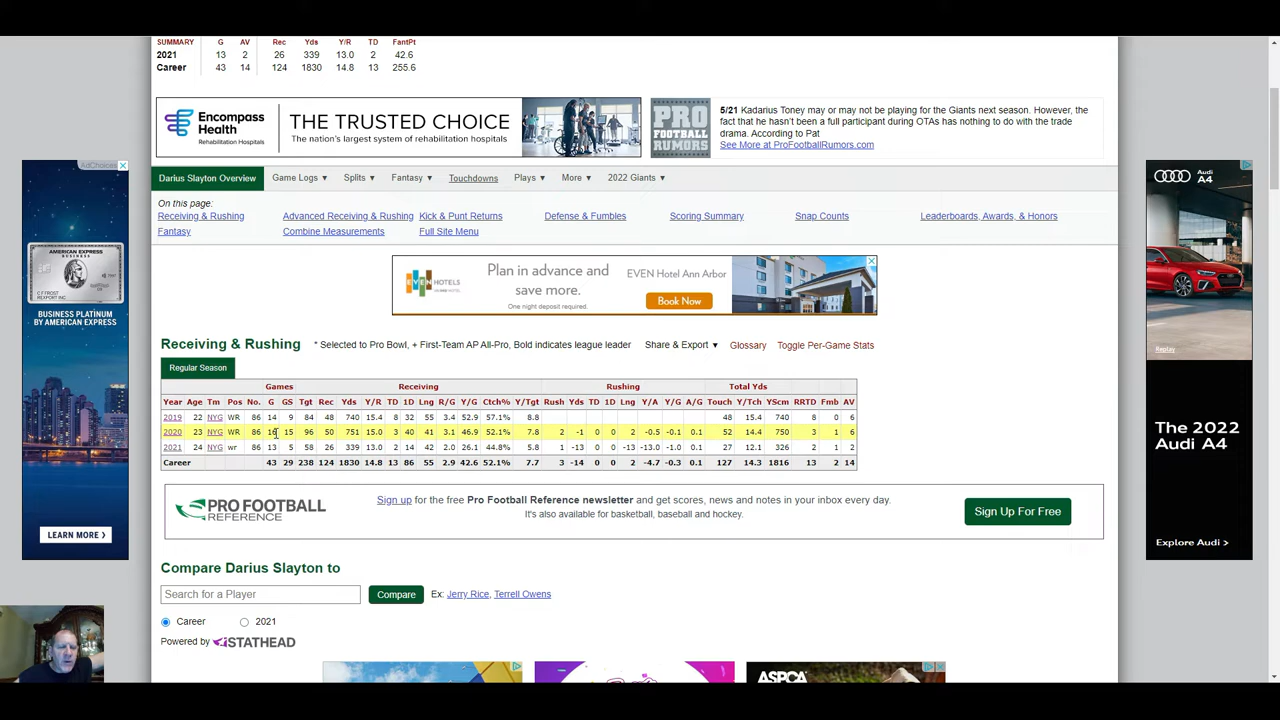 SUMMARY G AV Rec Yds Y/R TD FantPt
2021 13 2 26 339 13.0 2 42.6
Career 43 14 124 1830 14.8 13 255.6
Encompass Health
Rehabilitation Hospitals
THE TRUSTED CHOICE
The nation's largest system of rehabilitation hospitals
PRO FOOTBALL RUMORS
5/21 Kadarius Toney may or may not be playing for the Giants next season. However, the
fact that he hasn't been a full participant during OTAs has nothing to do with the trade
drama. According to Pat
See More at ProFootballRumors.com
Darius Slayton Overview Game Logs ▼ Splits ▼ Fantasy ▼ Touchdowns Plays ▼ More ▼ 2022 Giants ▼
On this page:
Receiving & Rushing Advanced Receiving & Rushing Kick & Punt Returns Defense & Fumbles Scoring Summary Snap Counts Leaderboards, Awards, & Honors
Fantasy Combine Measurements Full Site Menu
AdChoices
AMERICAN EXPRESS
C F FROST
REXPORT INC
BUSINESS PLATINUM
BY AMERICAN EXPRESS
LEARN MORE >
EVEN HOTELS
Plan in advance and
save more.
One night deposit required.
EVEN Hotel Ann Arbor
Book Now
Audi
A4
Replay
The 2022
Audi A4
Explore Audi >
Receiving & Rushing * Selected to Pro Bowl, + First-Team AP All-Pro, Bold indicates league leader Share & Export ▼ Glossary Toggle Per-Game Stats
Regular Season
Games Receiving Rushing Total Yds
Year Age Tm Pos No. G GS Tgt Rec Yds Y/R TD 1D Lng R/G Y/G Ctch% Y/Tgt Rush Yds TD 1D Lng Y/A Y/G A/G Touch Y/Tch YScm RRTD Fmb AV
2019 22 NYG WR 86 14 9 84 48 740 15.4 8 32 55 3.4 52.9 57.1% 8.8 48 15.4 740 8 0 6
2020 23 NYG WR 86 16 15 96 50 751 15.0 3 40 41 3.1 46.9 52.1% 7.8 2 -1 0 0 2 -0.5 -0.1 0.1 52 14.4 750 3 1 6
2021 24 NYG wr 86 13 5 58 26 339 13.0 2 14 42 2.0 26.1 44.8% 5.8 1 -13 0 0 -13 -13.0 -1.0 0.1 27 12.1 326 2 1 2
Career 43 29 238 124 1830 14.8 13 86 55 2.9 42.6 52.1% 7.7 3 -14 0 0 2 -4.7 -0.3 0.1 127 14.3 1816 13 2 14
PRO FOOTBALL
REFERENCE
Sign up for the free Pro Football Reference newsletter and get scores, news and notes in your inbox every day.
It's also available for basketball, baseball and hockey.
Sign Up For Free
Compare Darius Slayton to
Search for a Player Compare Ex: Jerry Rice, Terrell Owens
Career 2021
Powered by STATHEAD
ASPCA